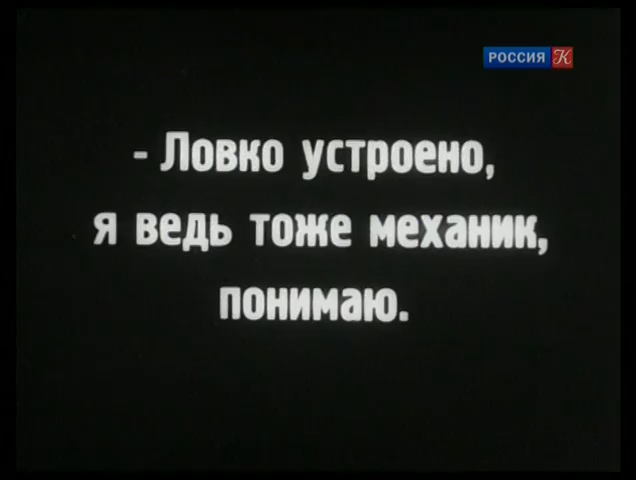 РОССИЯ К
- Ловко устроено,
я ведь тоже механик,
понимаю.